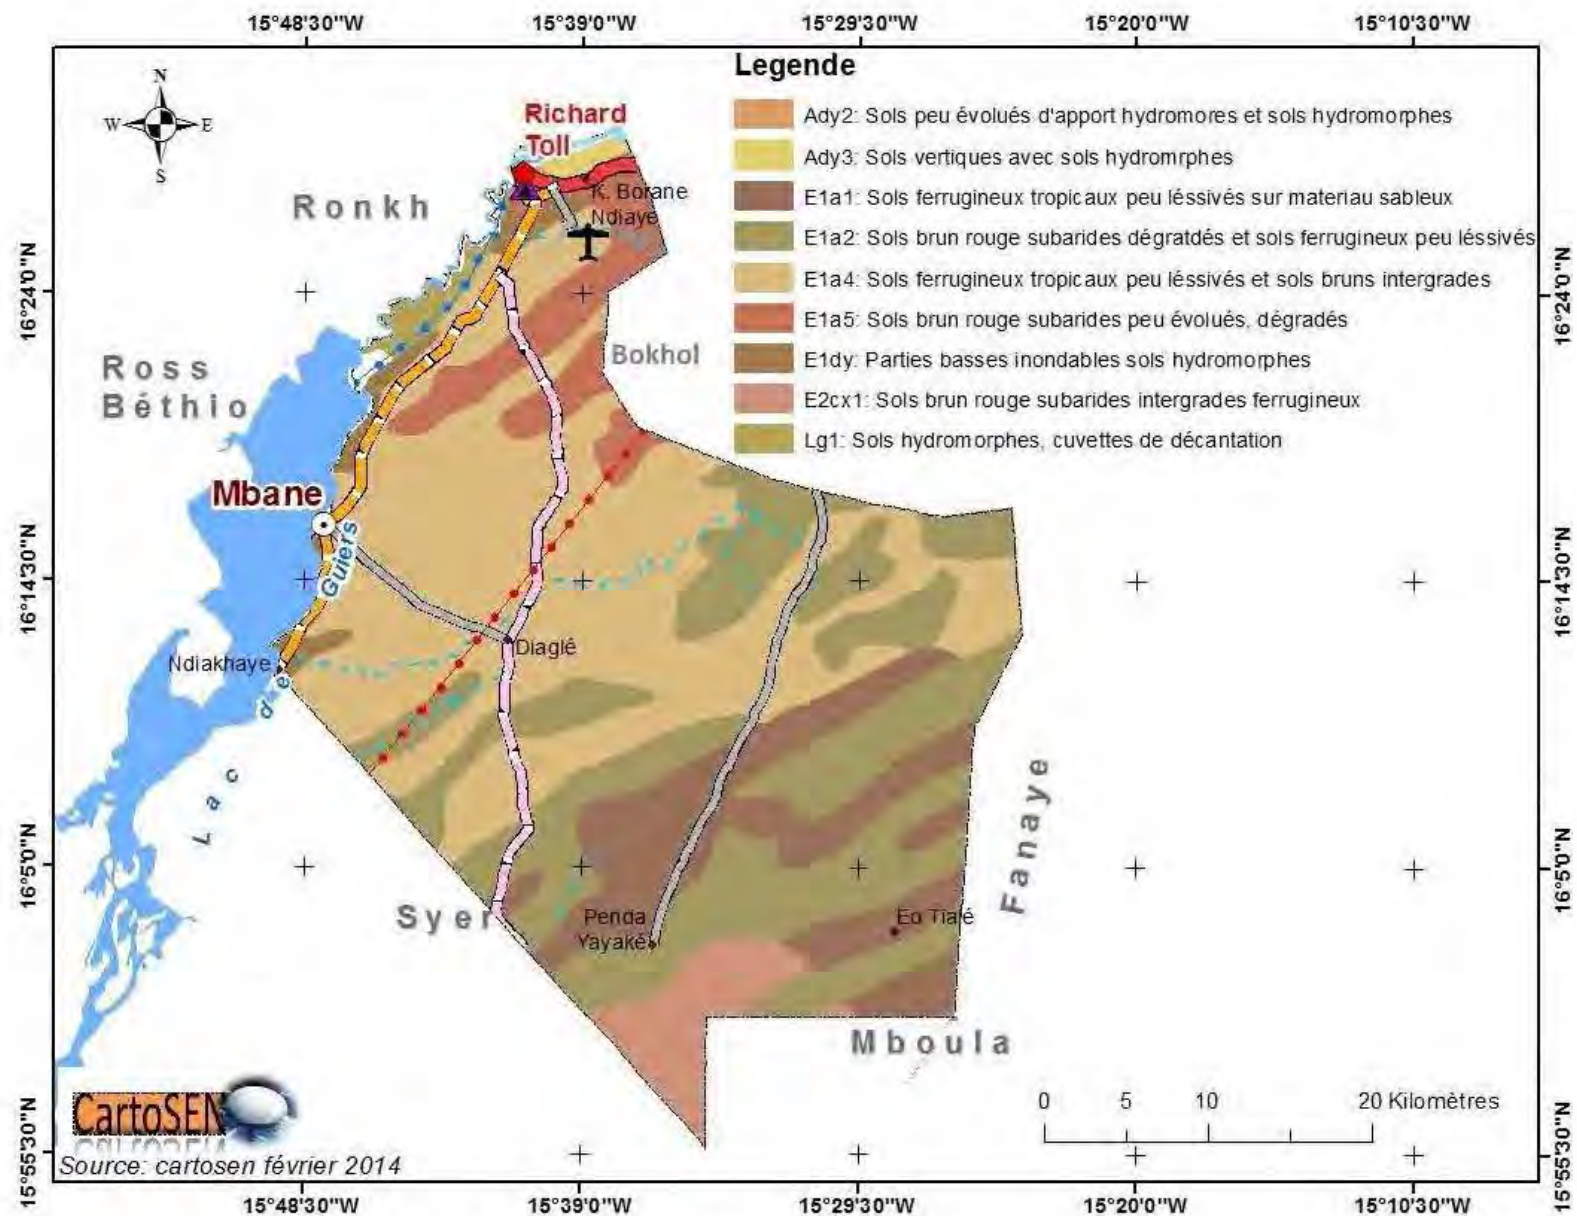 15°48'30"W 15°39'0"W 15°29'30"W 15°20'0"W 15°10'30"W
Legende
N
W E
S
Ady2: Sols peu évolués d'apport hydromores et sols hydromorphes
Ady3: Sols vertiques avec sols hydromrphes
E1a1: Sols ferrugineux tropicaux peu léssivés sur materiau sableux
E1a2: Sols brun rouge subarides dégratdés et sols ferrugineux peu léssivés
E1a4: Sols ferrugineux tropicaux peu léssivés et sols bruns intergrades
E1a5: Sols brun rouge subarides peu évolués, dégradés
E1dy: Parties basses inondables sols hydromorphes
E2cx1: Sols brun rouge subarides intergrades ferrugineux
Lg1: Sols hydromorphes, cuvettes de décantation
Richard
Toll
K. Borane
Ndiaye
Ronkh
16°24'0"N 16°24'0"N
Bokhol
Ross
Béthio
Mbane
16°14'30"N 16°14'30"N
Diaglé
Ndiakhaye
Lac de Guiers
Fanaye
16°5'0"N 16°5'0"N
Syer
Penda
Yayaké
Eo Tialé
Mboula
0 5 10 20 Kilomètres
CartoSEN
Source: cartosen février 2014
15°55'30"N 15°55'30"N
15°48'30"W 15°39'0"W 15°29'30"W 15°20'0"W 15°10'30"W